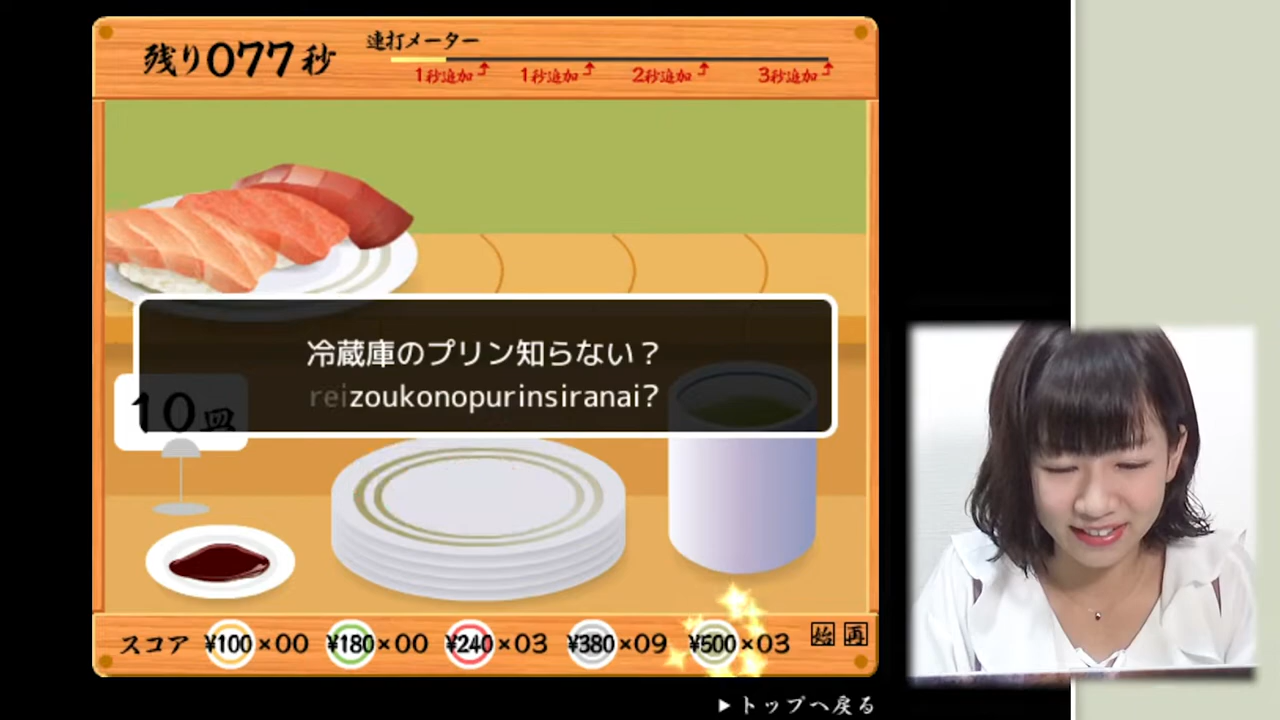 残り077秒
連打メーター
1秒追加 1秒追加 2秒追加 3秒追加
冷蔵庫のプリン知らない？
reizoukonopurinsiranai?
10皿
スコア ¥100×00 ¥180×00 ¥240×03 ¥380×09 ¥500×03 始 再
▶トップへ戻る